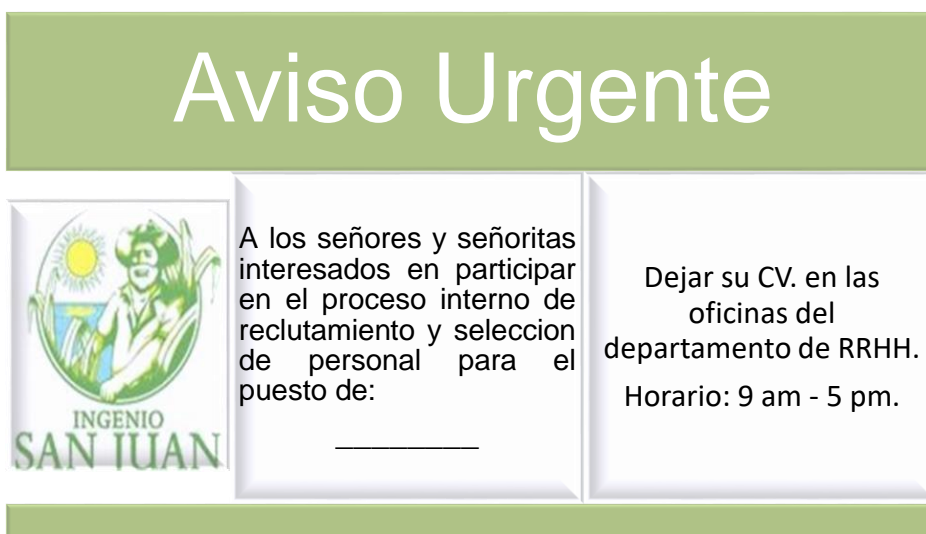 Aviso Urgente
INGENIO
SAN JUAN
A los señores y señoritas
interesados en participar
en el proceso interno de
reclutamiento y seleccion
de personal para el
puesto de:
________
Dejar su CV. en las
oficinas del
departamento de RRHH.
Horario: 9 am - 5 pm.